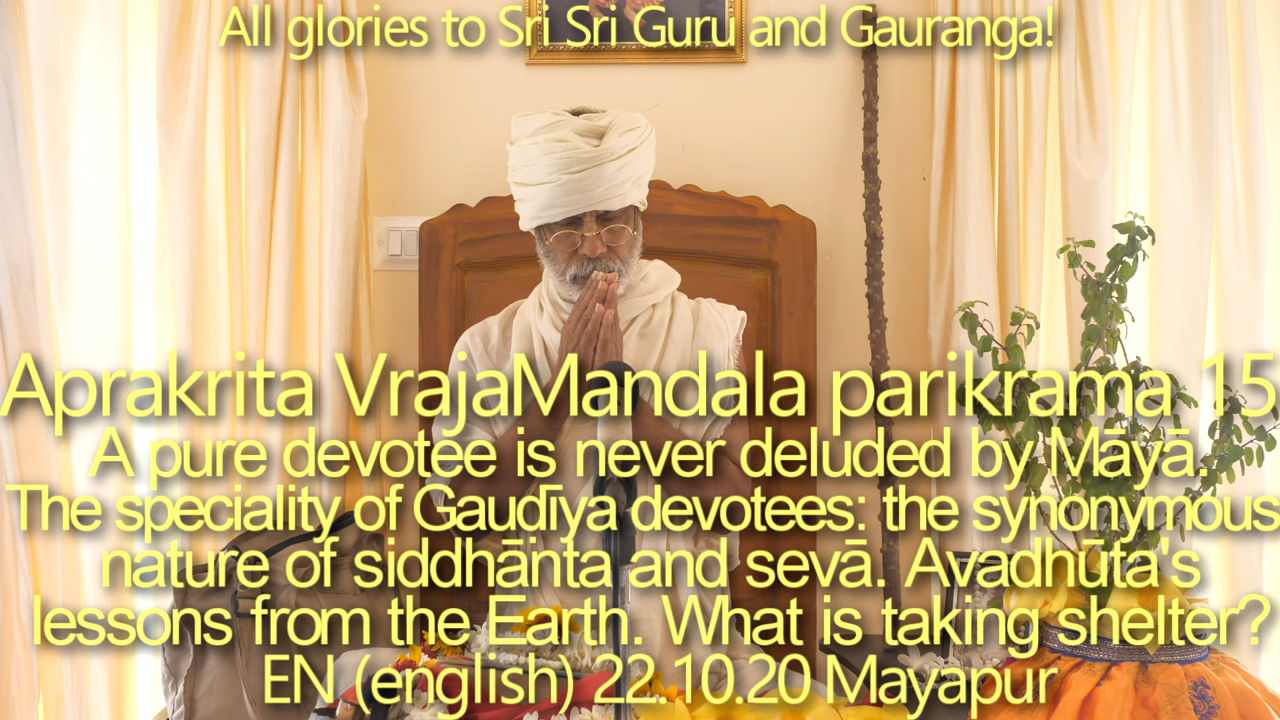 All glories to Sri Sri Guru and Gauranga!
Aprakrita VrajaMandala parikrama 15
A pure devotee is never deluded by Māyā.
The speciality of Gauḍīya devotees: the synonymous
nature of siddhānta and sevā. Avadhūta's
lessons from the Earth. What is taking shelter?
EN (english) 22.10.20 Mayapur